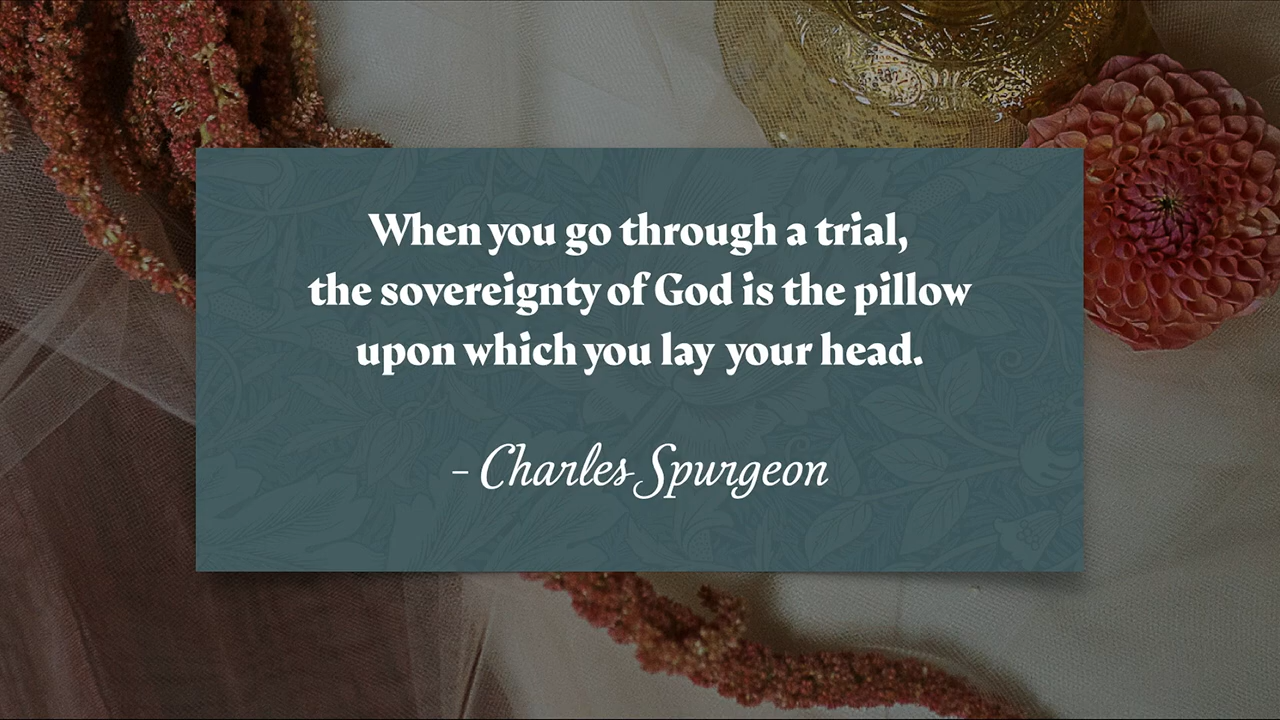 When you go through a trial,
the sovereignty of God is the pillow
upon which you lay your head.
– Charles Spurgeon